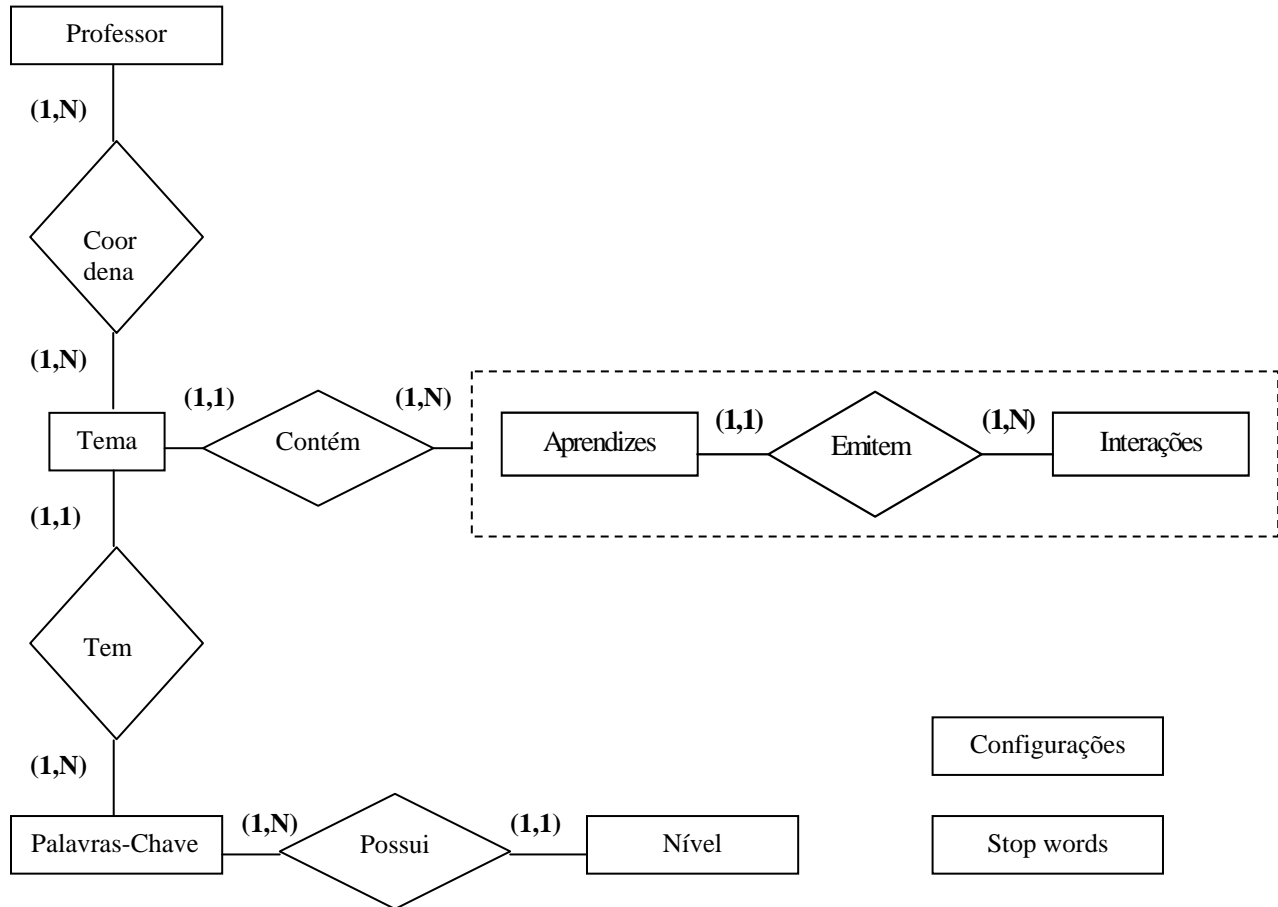 Professor
(1,N)
Coor
dena
(1,N)
(1,1)
(1,N)
Tema
Contém
Aprendizes
(1,1)
Emitem
(1,N)
Interações
(1,1)
Tem
(1,N)
Configurações
Palavras-Chave
(1,N)
Possui
(1,1)
Nível
Stop words